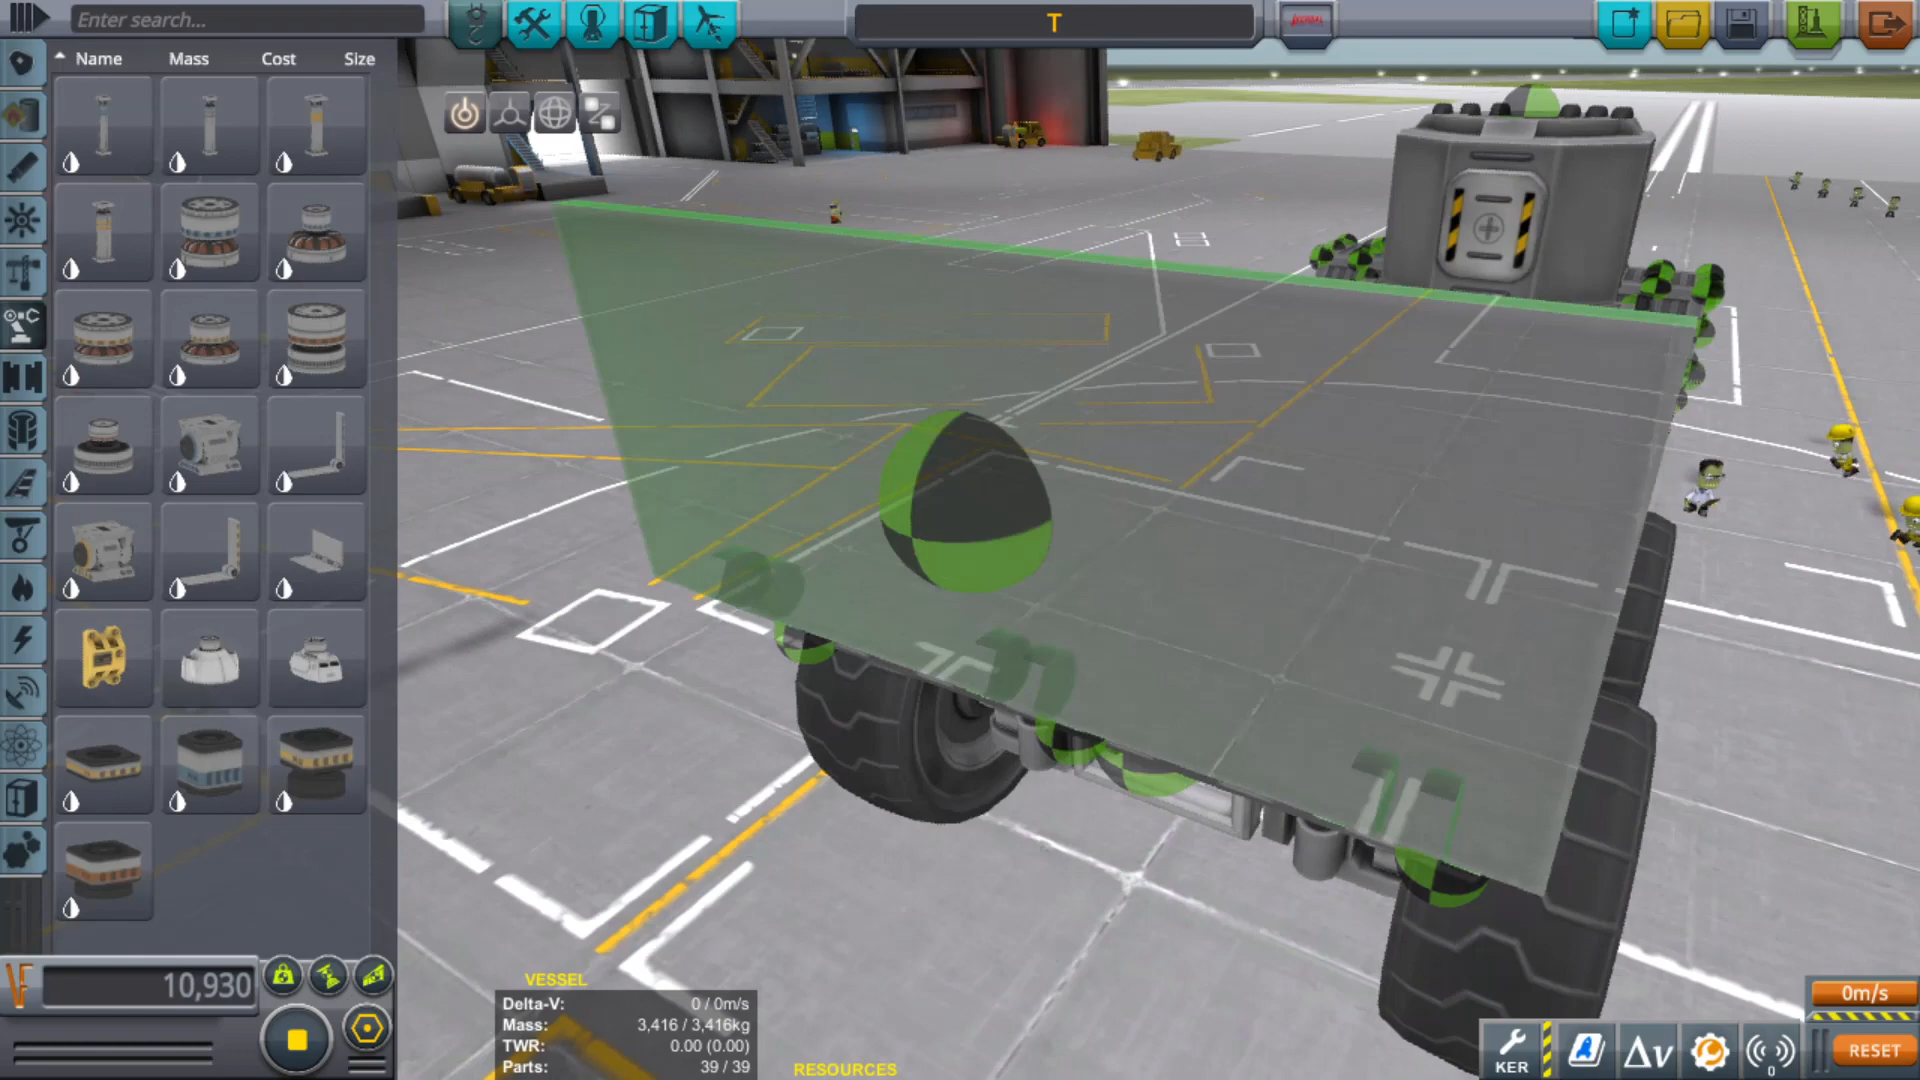 Enter search...
T
Name Mass Cost Size
10,930
VESSEL
Delta-V: 0 / 0m/s
Mass: 3,416 / 3,416kg
TWR: 0.00 (0.00)
Parts: 39 / 39
RESOURCES
0m/s
KER
Δv
0
RESET